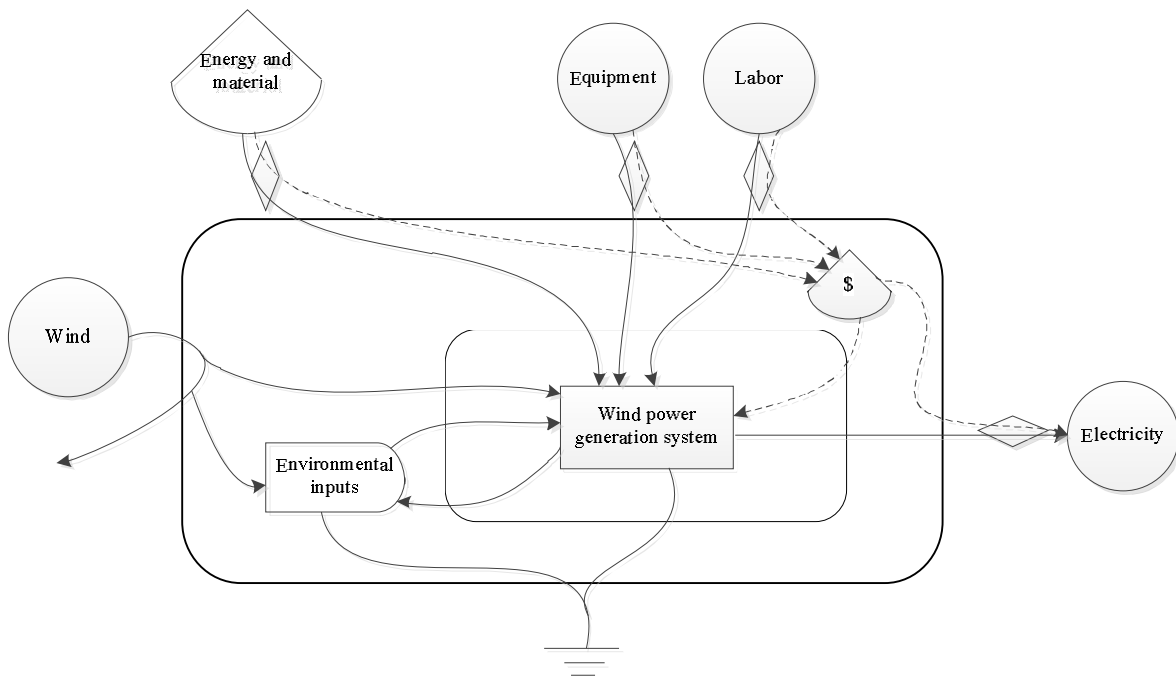 Energy and
material
Equipment
Labor
$
Wind
Wind power
generation system
Electricity
Environmental
inputs